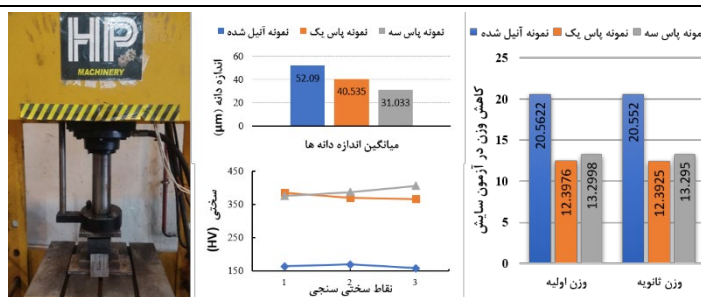 HP
MACHINERY
نمونه آنیل شده
نمونه پاس یک
نمونه پاس سه
اندازه دانه (µm)
60
40
20
0
52.09
40.535
31.033
میانگین اندازه دانه ها
سختی (HV)
450
350
250
150
1
2
3
نقاط سختی سنجی
نمونه آنیل شده
نمونه پاس یک
نمونه پاس سه
کاهش وزن در آزمون سایش
25
20
15
10
5
0
20.5622
12.3976
13.2998
20.552
12.3925
13.295
وزن اولیه
وزن ثانویه